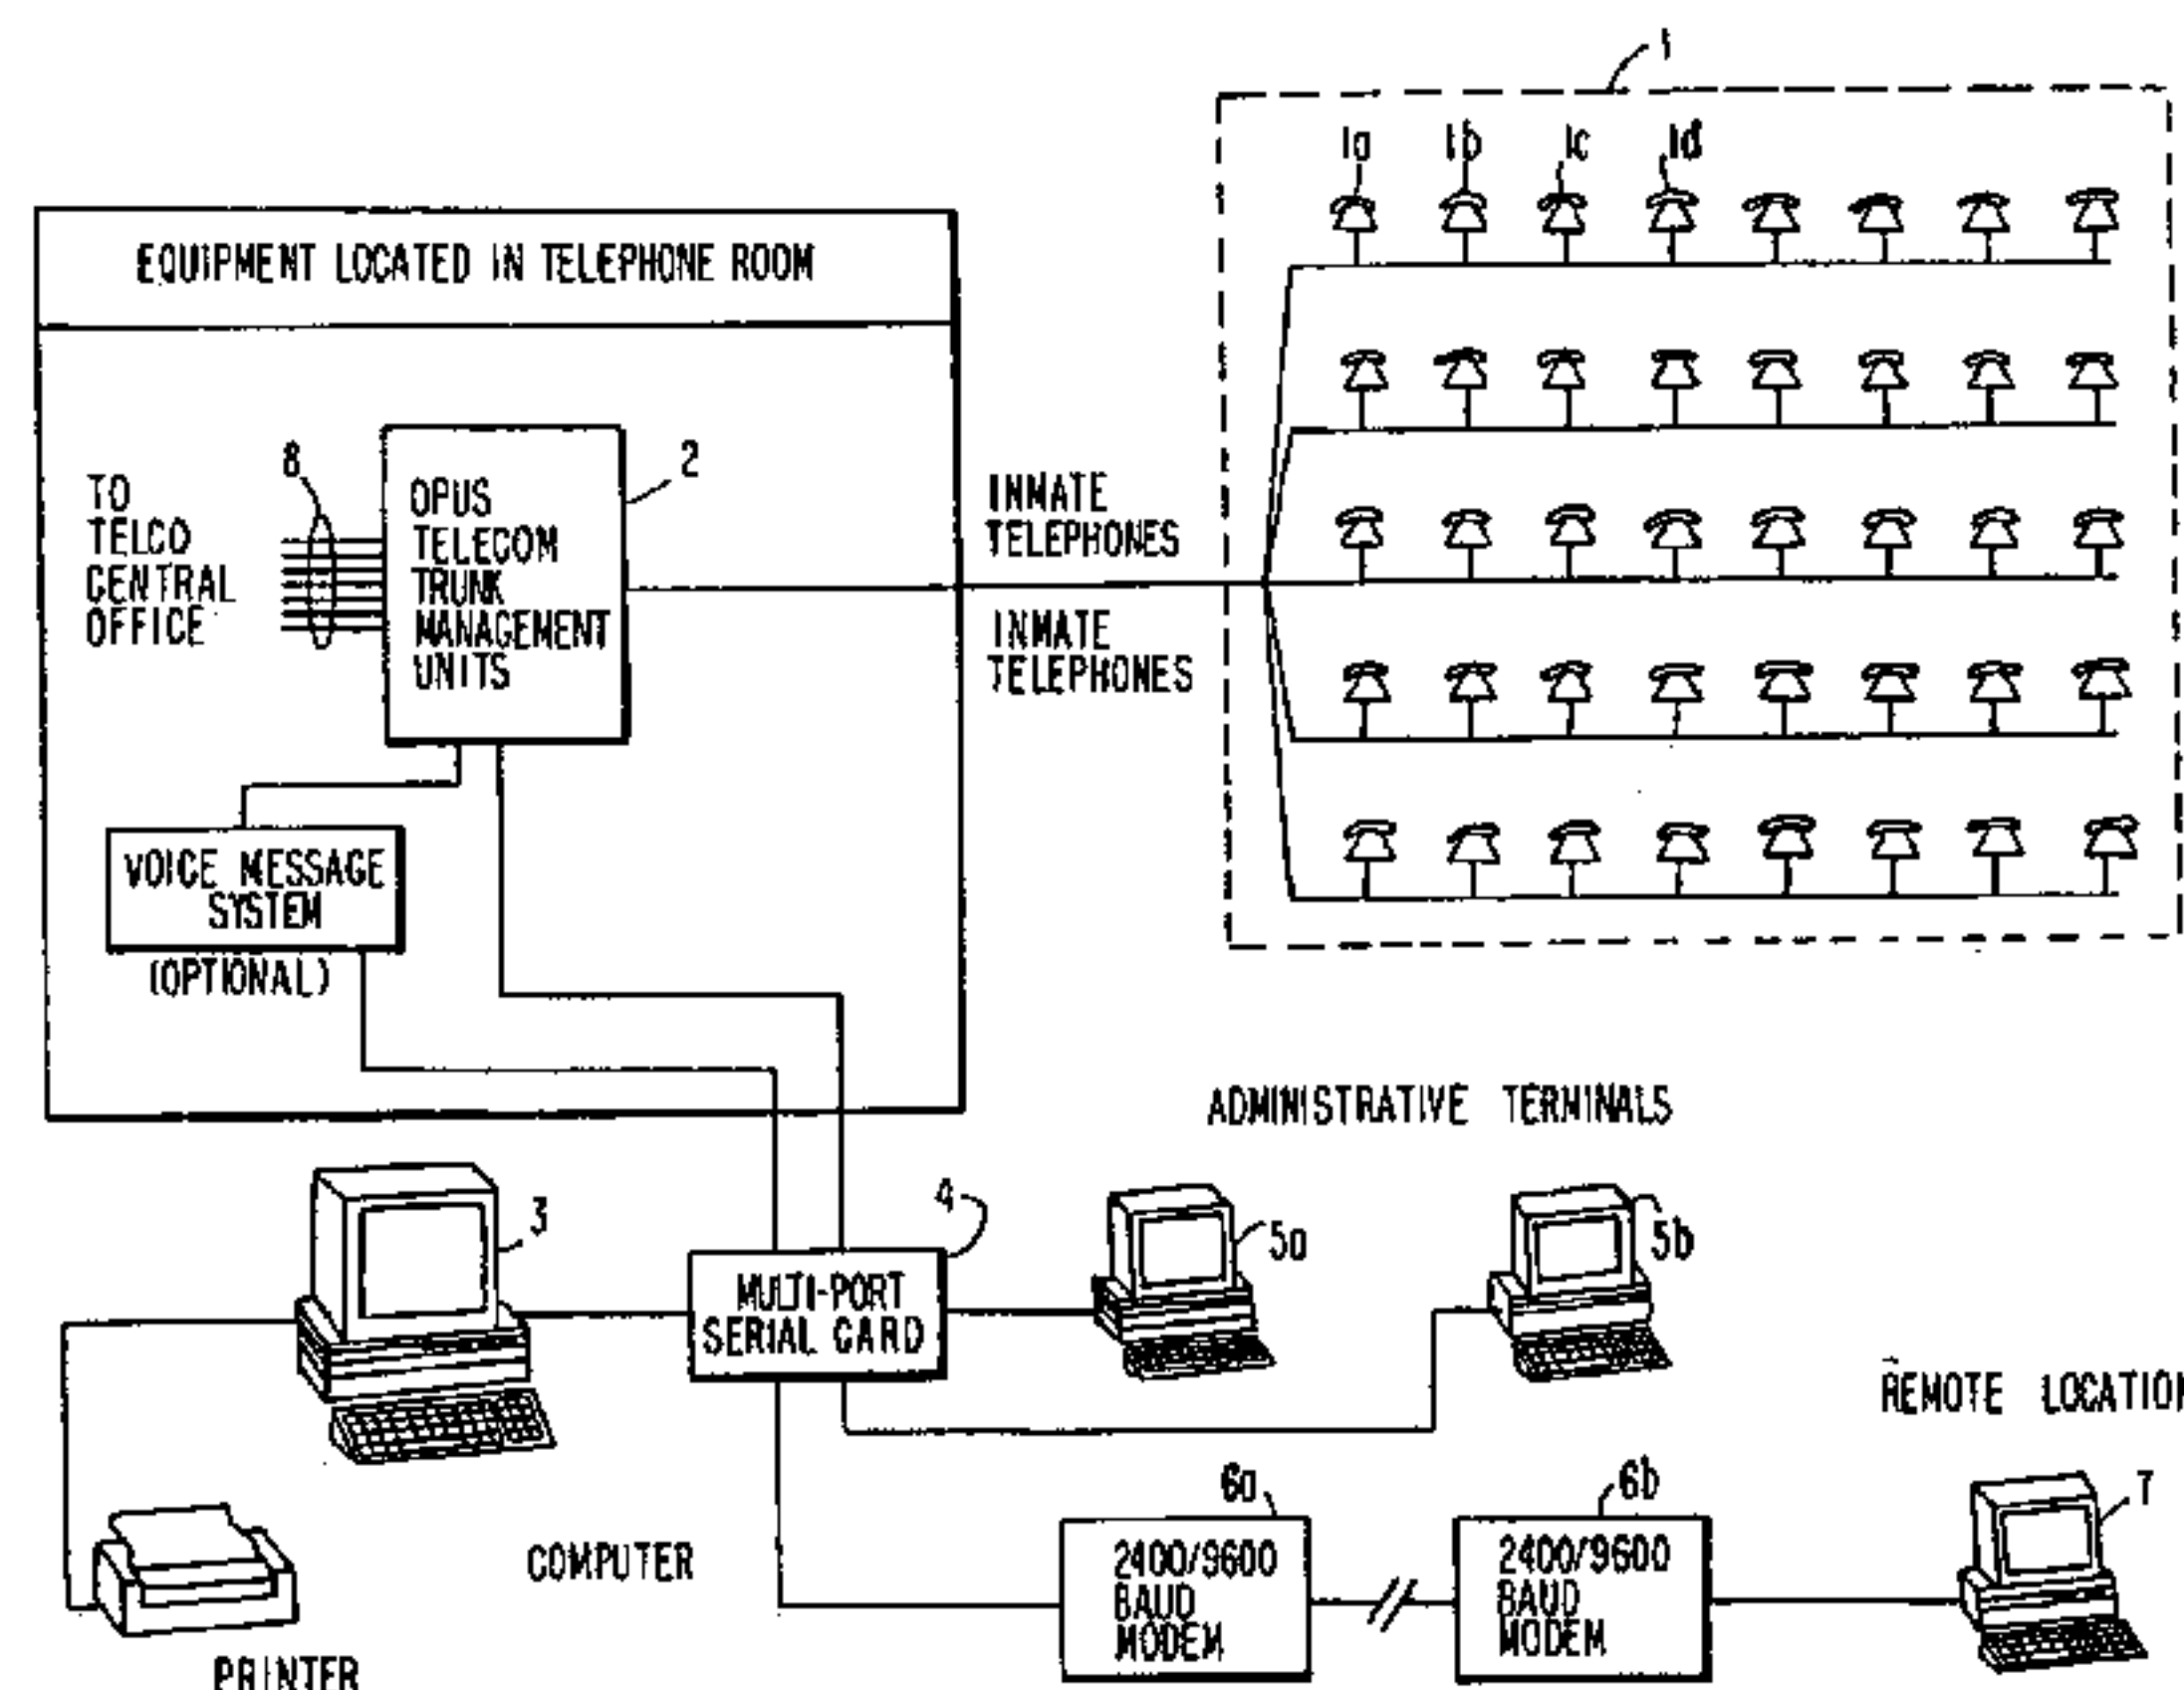 1
1a 1b 1c 1d
EQUIPMENT LOCATED IN TELEPHONE ROOM
8
2
TO
TELCO
CENTRAL
OFFICE
OPUS
TELECOM
TRUNK
MANAGEMENT
UNITS
INMATE
TELEPHONES
INMATE
TELEPHONES
VOICE MESSAGE
SYSTEM
(OPTIONAL)
ADMINISTRATIVE TERMINALS
3
4
5a
5b
MULTI-PORT
SERIAL CARD
REMOTE LOCATION
6a
6b
7
COMPUTER
2400/9600
BAUD
MODEM
2400/9600
BAUD
MODEM
PRINTER